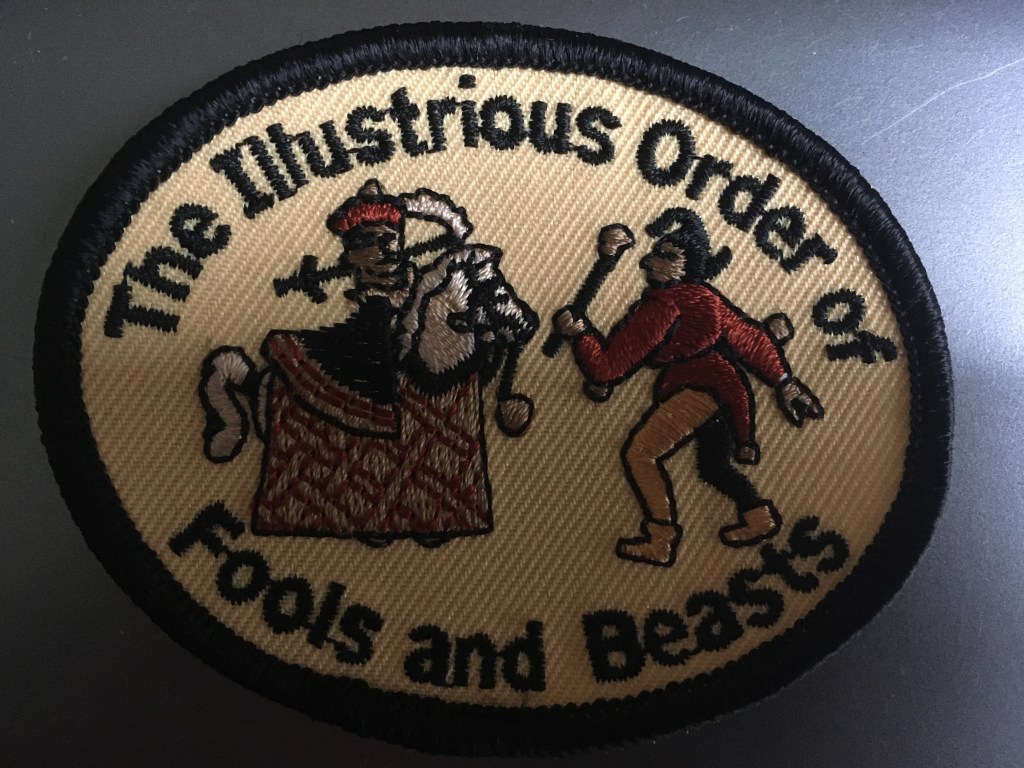 The Illustrious Order of
Fools and Beasts